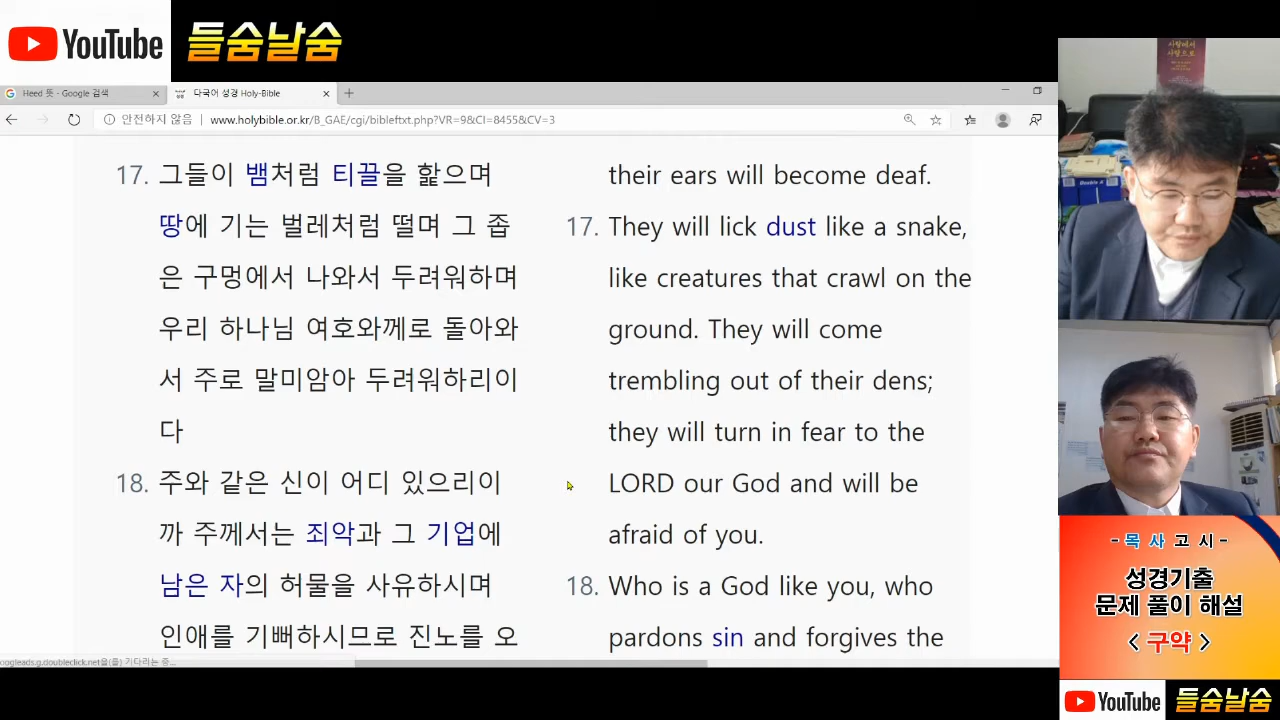 YouTube 들숨날숨
Heed 뜻 - Google 검색
다국어 성경 Holy-Bible
안전하지 않음 www.holybible.or.kr/B_GAE/cgi/bibleftxt.php?VR=9&CI=8455&CV=3
17. 그들이 뱀처럼 티끌을 핥으며
땅에 기는 벌레처럼 떨며 그 좁
은 구멍에서 나와서 두려워하며
우리 하나님 여호와께로 돌아와
서 주로 말미암아 두려워하리이
다
18. 주와 같은 신이 어디 있으리이
까 주께서는 죄악과 그 기업에
남은 자의 허물을 사유하시며
인애를 기뻐하시므로 진노를 오
their ears will become deaf.
17. They will lick dust like a snake,
like creatures that crawl on the
ground. They will come
trembling out of their dens;
they will turn in fear to the
LORD our God and will be
afraid of you.
18. Who is a God like you, who
pardons sin and forgives the
사랑에서
사랑으로
- 목 사 고 시 -
성경기출
문제 풀이 해설
< 구약 >
YouTube 들숨날숨